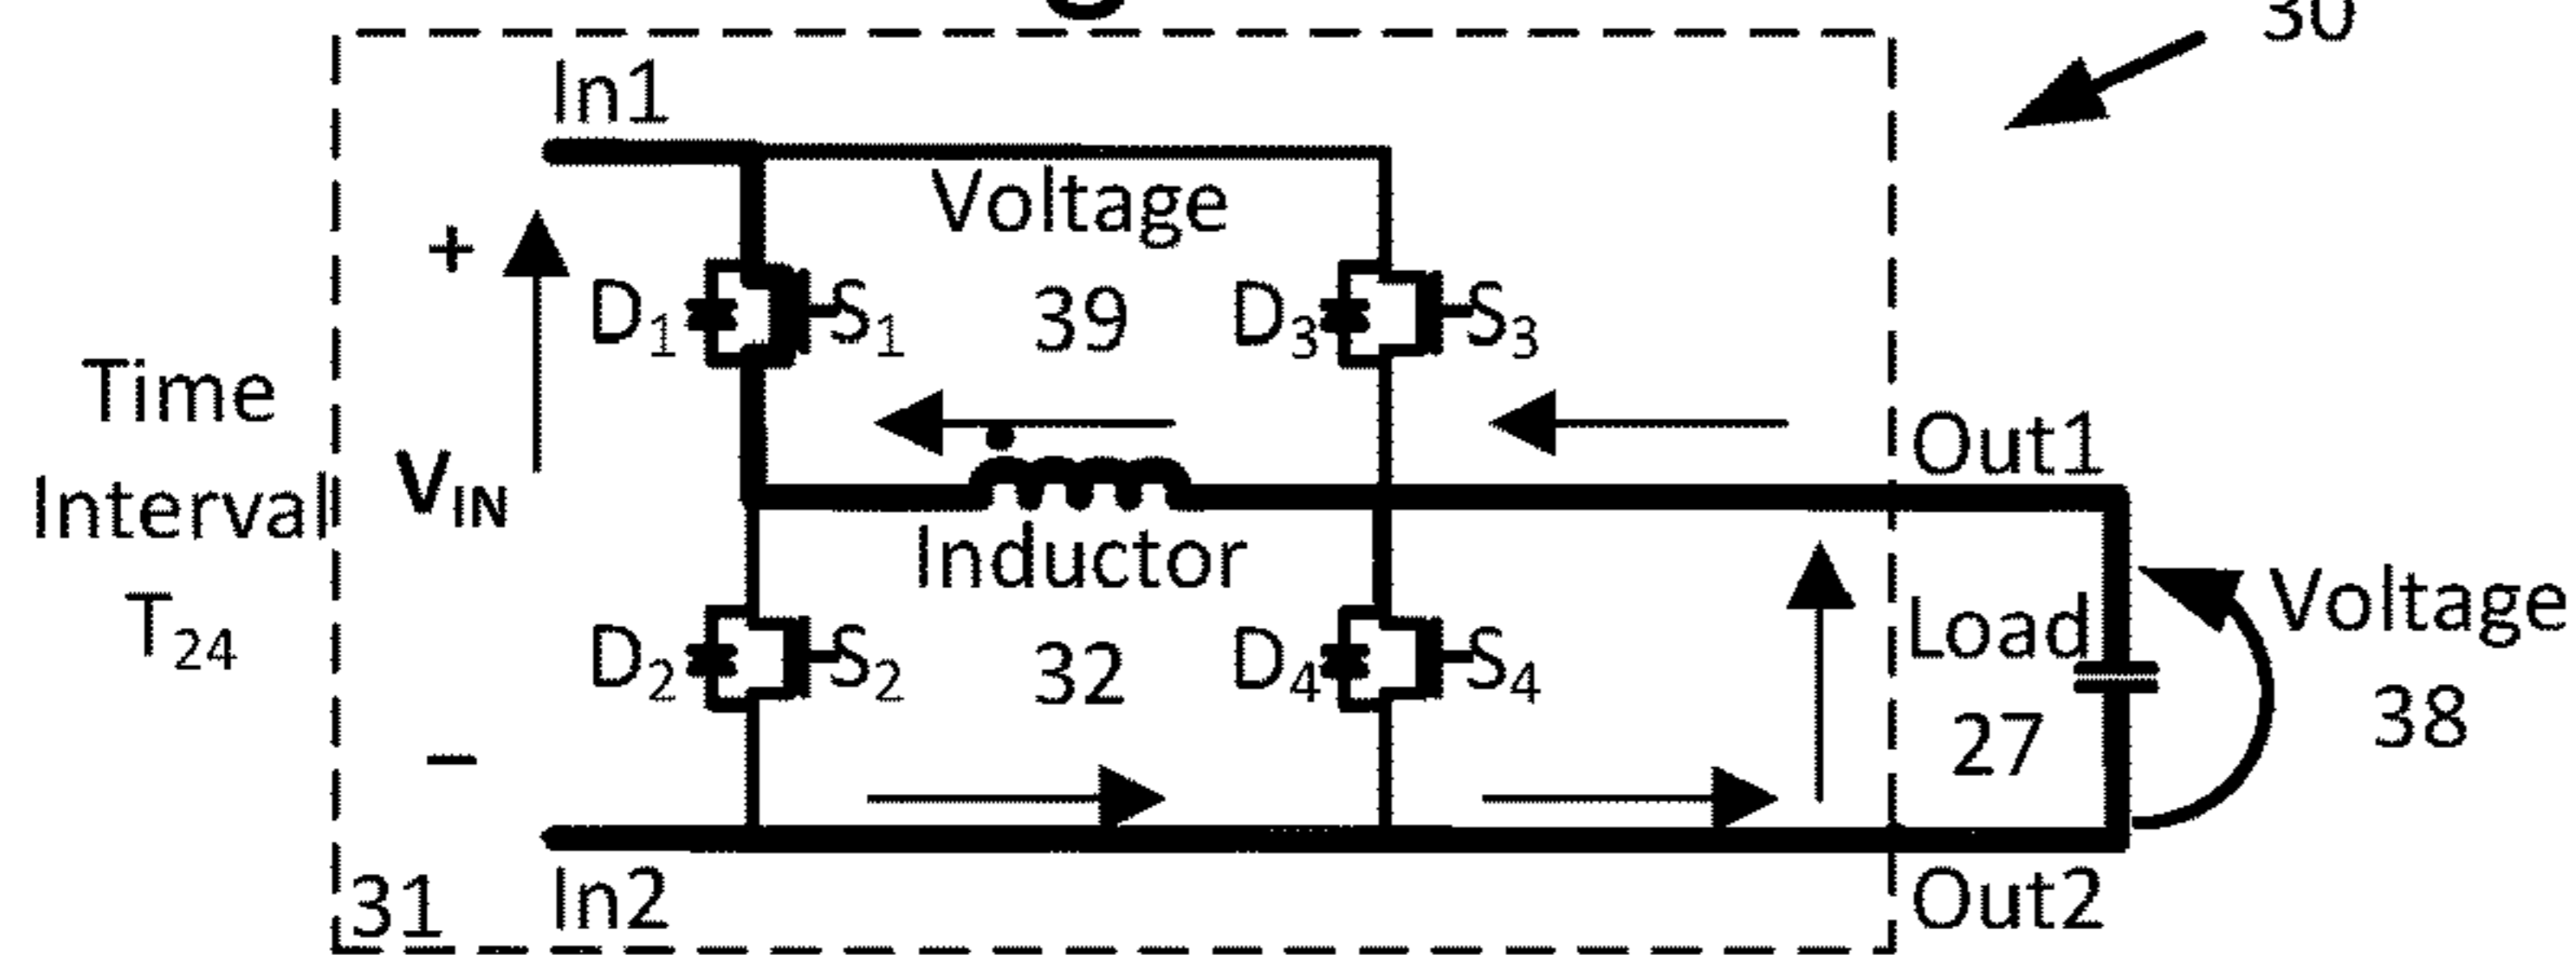 30
In1
Voltage
39
+
D1
S1
D3
S3
Time
Interval
T24
VIN
Out1
Inductor
32
D2
S2
D4
S4
Load
27
Voltage
38
−
31
In2
Out2